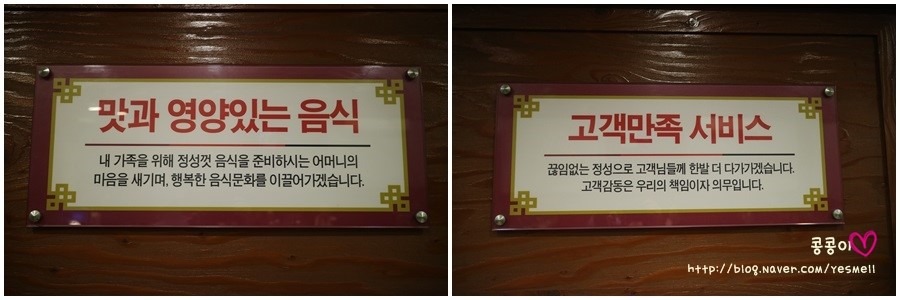 맛과 영양있는 음식
내 가족을 위해 정성껏 음식을 준비하시는 어머니의
마음을 새기며, 행복한 음식문화를 이끌어가겠습니다.
고객만족 서비스
끊임없는 정성으로 고객님들께 한발 더 다가가겠습니다.
고객감동은 우리의 책임이자 의무입니다.
콩콩이
http://blog.naver.com/yesmell